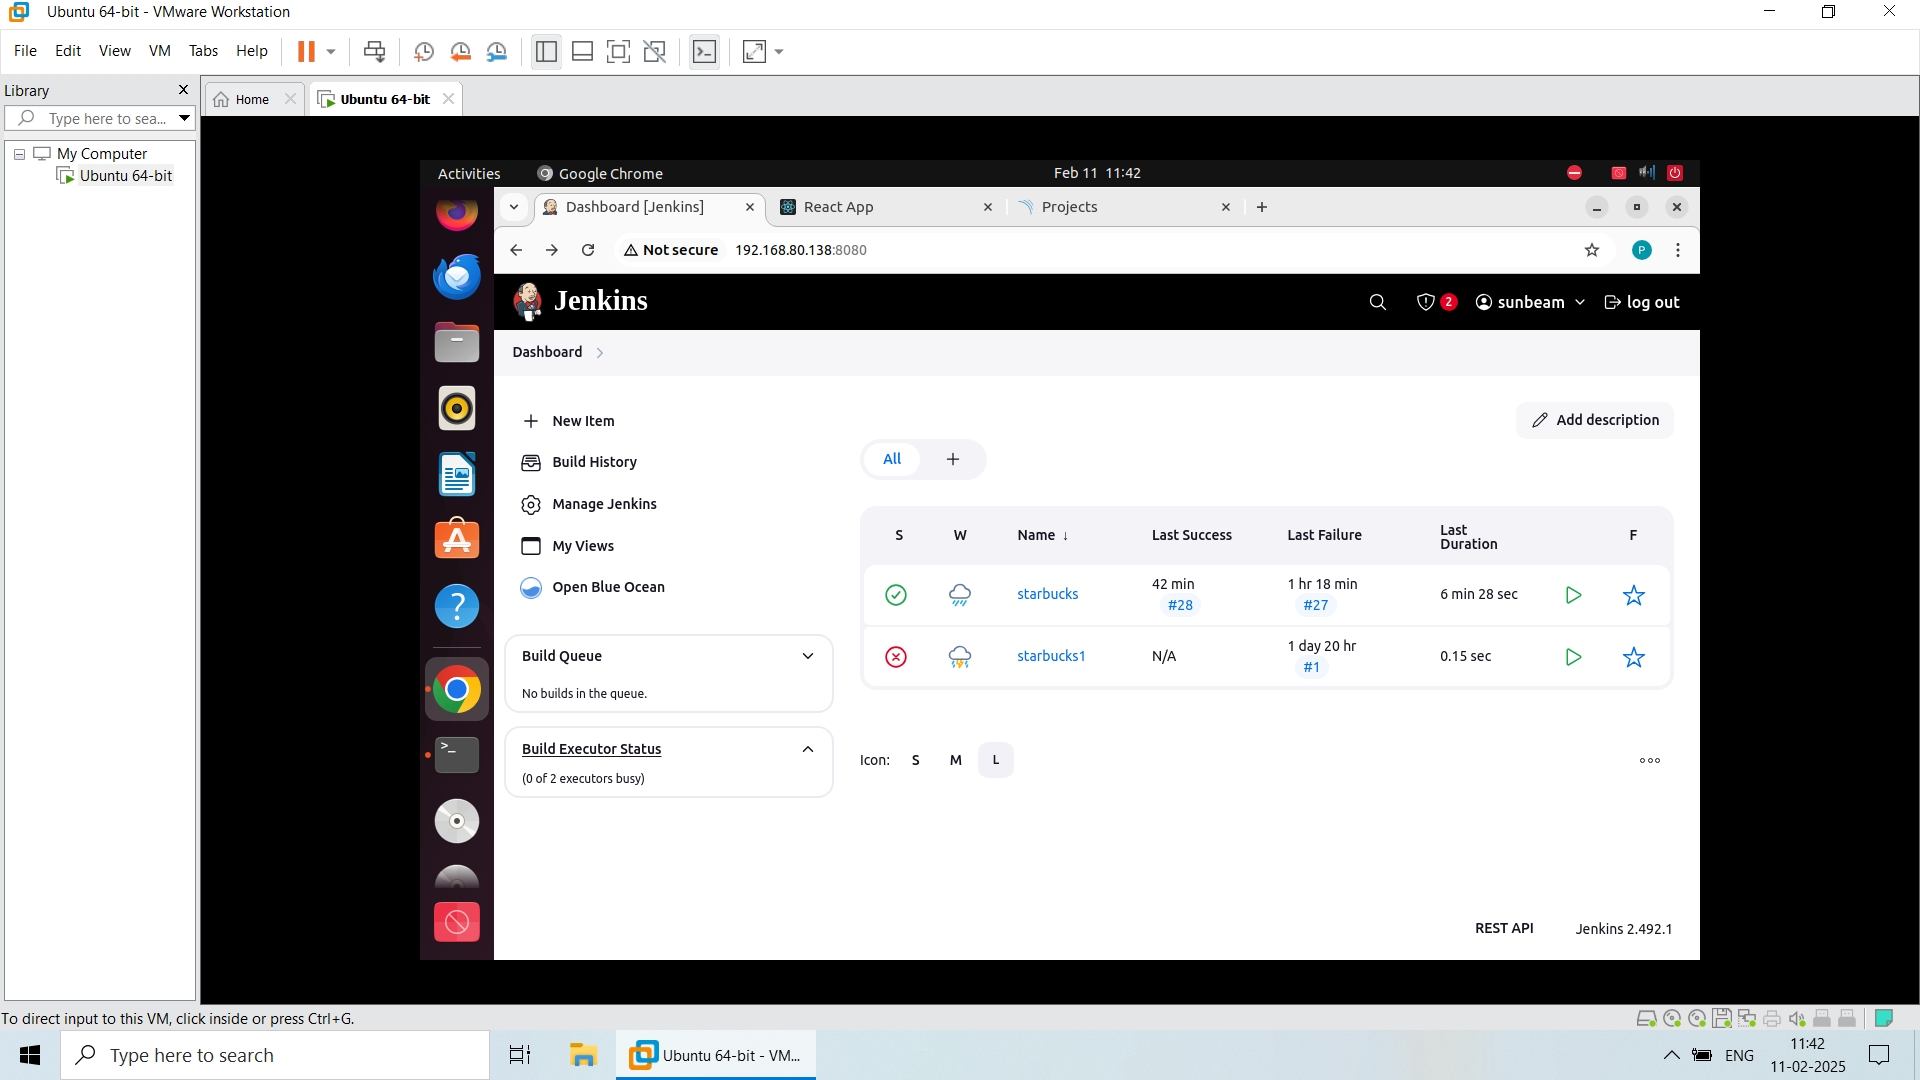 Ubuntu 64-bit - VMware Workstation
File Edit View VM Tabs Help
Library
Home
Ubuntu 64-bit
Type here to sea...
My Computer
Ubuntu 64-bit
Activities
Google Chrome
Feb 11 11:42
Dashboard [Jenkins]
React App
Projects
Not secure
192.168.80.138:8080
P
Jenkins
2
sunbeam
log out
Dashboard
New Item
Build History
Manage Jenkins
My Views
Open Blue Ocean
Build Queue
No builds in the queue.
Build Executor Status
(0 of 2 executors busy)
Add description
All
S W Name ↓ Last Success Last Failure Last Duration F
starbucks 42 min #28 1 hr 18 min #27 6 min 28 sec
starbucks1 N/A 1 day 20 hr #1 0.15 sec
Icon: S M L
REST API
Jenkins 2.492.1
To direct input to this VM, click inside or press Ctrl+G.
Type here to search
Ubuntu 64-bit - VM...
ENG
11:42
11-02-2025